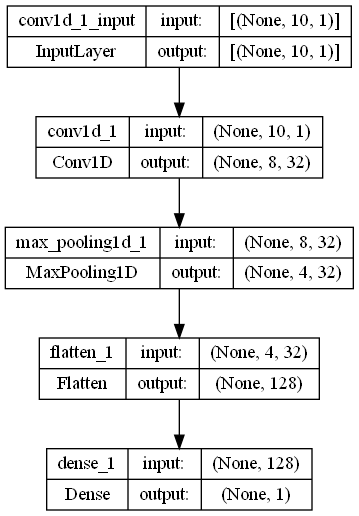 conv1d_1_input input: [(None, 10, 1)]
InputLayer output: [(None, 10, 1)]
conv1d_1 input: (None, 10, 1)
Conv1D output: (None, 8, 32)
max_pooling1d_1 input: (None, 8, 32)
MaxPooling1D output: (None, 4, 32)
flatten_1 input: (None, 4, 32)
Flatten output: (None, 128)
dense_1 input: (None, 128)
Dense output: (None, 1)